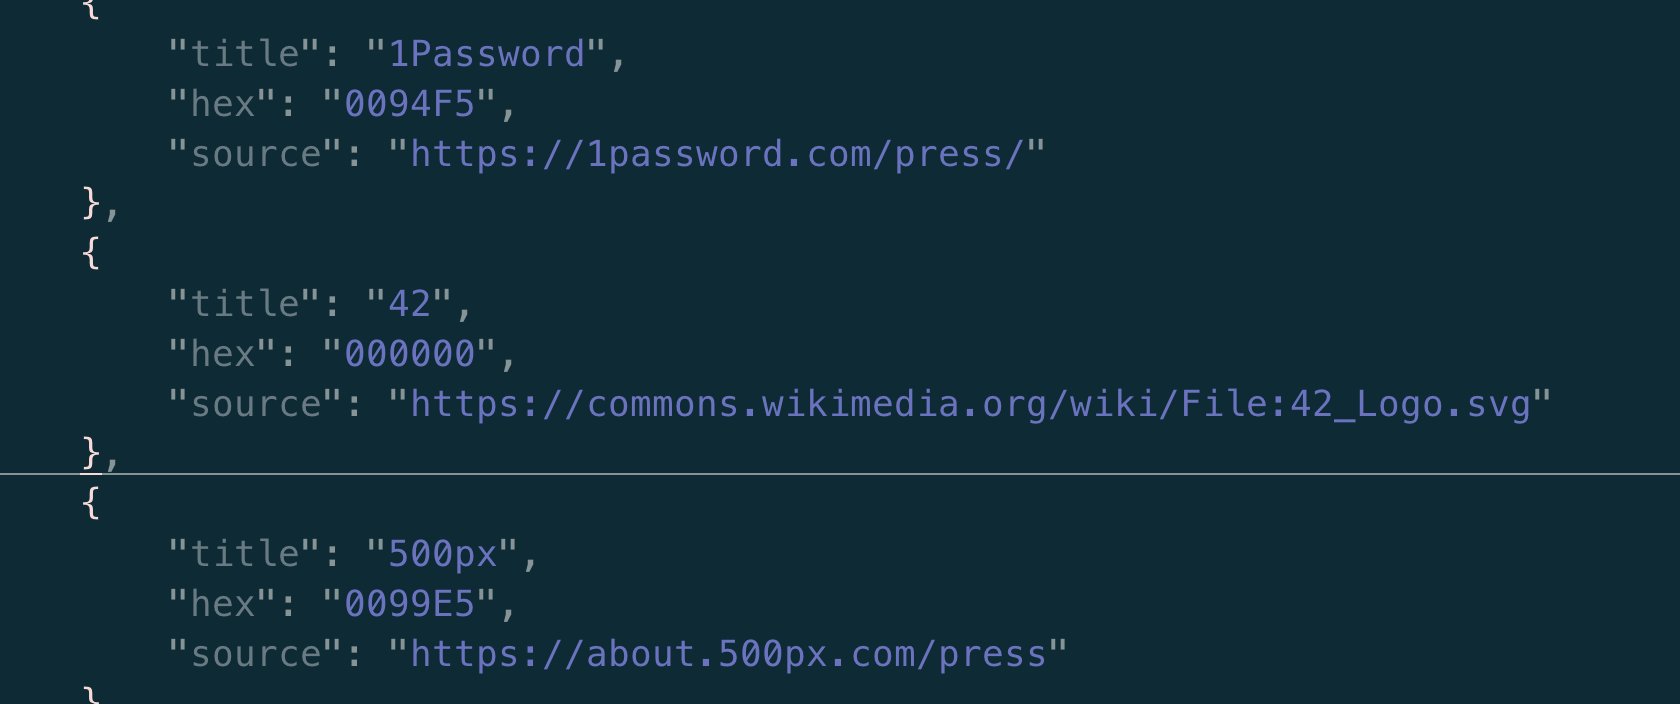 {
"title": "1Password",
"hex": "0094F5",
"source": "https://1password.com/press/"
},
{
"title": "42",
"hex": "000000",
"source": "https://commons.wikimedia.org/wiki/File:42_Logo.svg"
},
{
"title": "500px",
"hex": "0099E5",
"source": "https://about.500px.com/press"
}